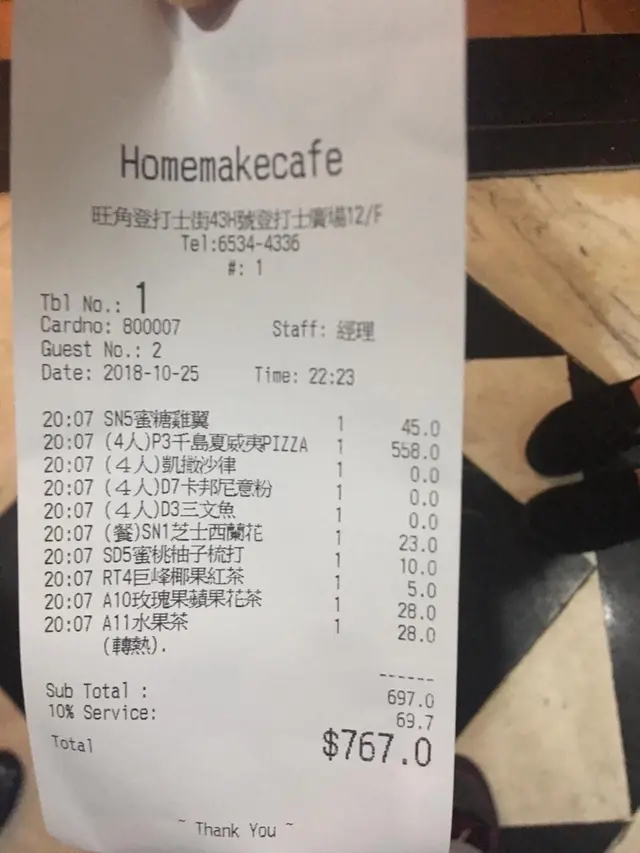 Homemakecafe
旺角登打士街43H號登打士廣場12/F
Tel:6534-4336
#: 1
Tbl No.: 1
Cardno: 800007 Staff: 經理
Guest No.: 2
Date: 2018-10-25 Time: 22:23
20:07 SN5蜜糖雞翼 1 45.0
20:07 (4人)P3千島夏威夷PIZZA 1 558.0
20:07 (４人)凱撒沙律 1 0.0
20:07 (４人)D7卡邦尼意粉 1 0.0
20:07 (４人)D3三文魚 1 0.0
20:07 (餐)SN1芝士西蘭花 1 23.0
20:07 SD5蜜桃柚子梳打 1 10.0
20:07 RT4巨峰椰果紅茶 1 5.0
20:07 A10玫瑰果蘋果花茶 1 28.0
20:07 A11水果茶 1 28.0
(轉熱).
------
Sub Total : 697.0
10% Service: 69.7
Total $767.0
~ Thank You ~